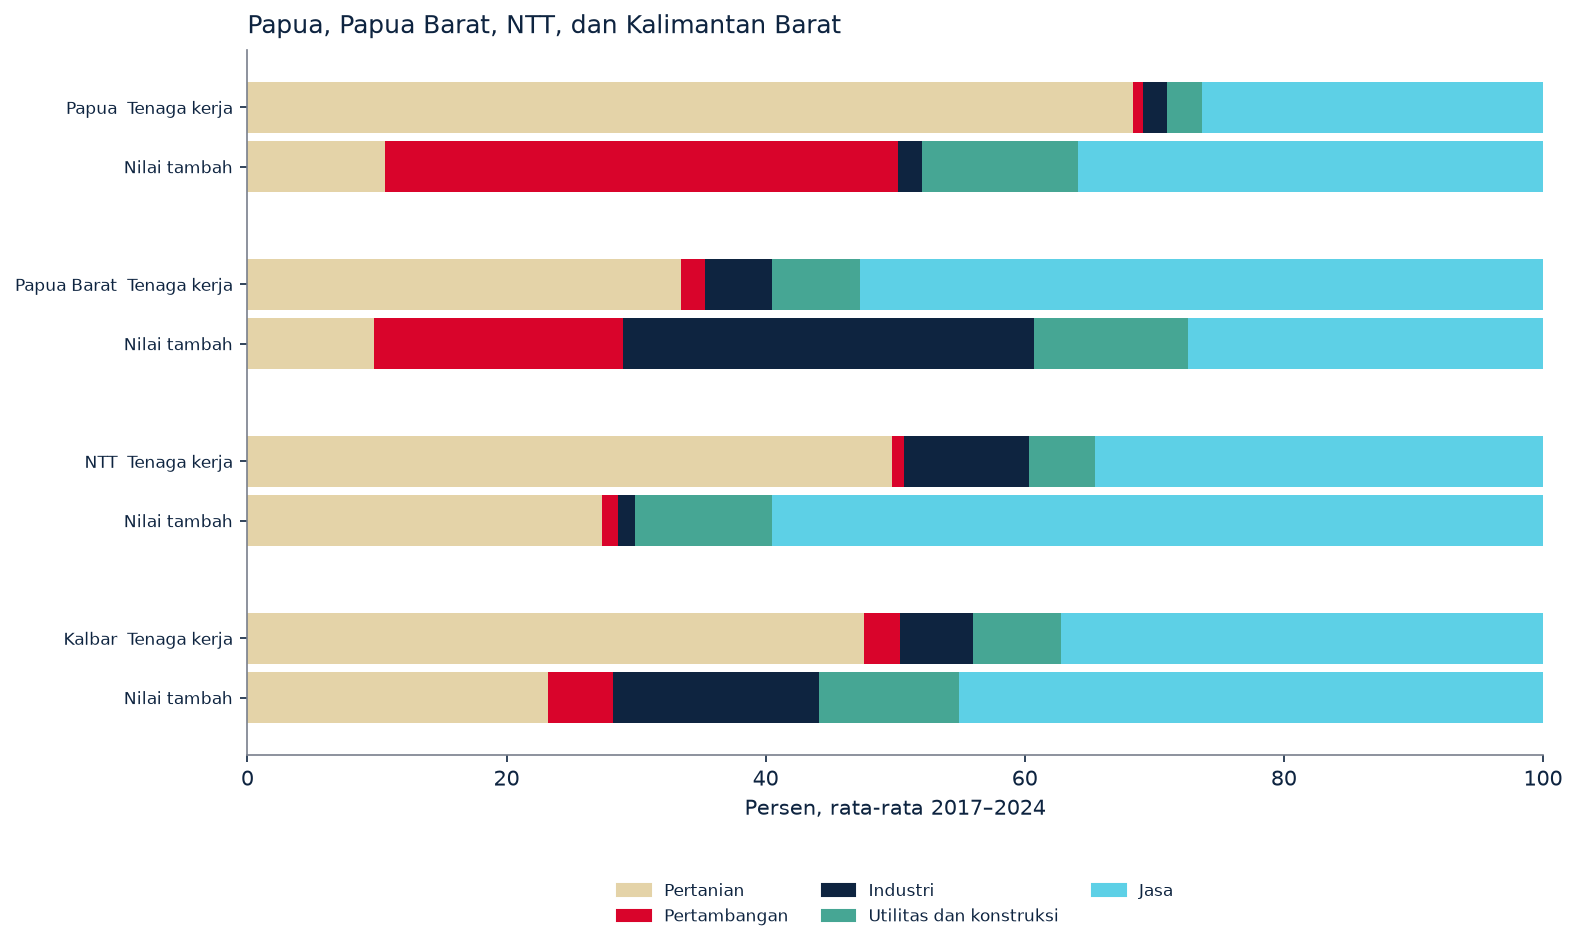 Papua, Papua Barat, NTT, dan Kalimantan Barat
Papua  Tenaga kerja
Nilai tambah
Papua Barat  Tenaga kerja
Nilai tambah
NTT  Tenaga kerja
Nilai tambah
Kalbar  Tenaga kerja
Nilai tambah
0 20 40 60 80 100
Persen, rata-rata 2017–2024
Pertanian Industri Jasa
Pertambangan Utilitas dan konstruksi